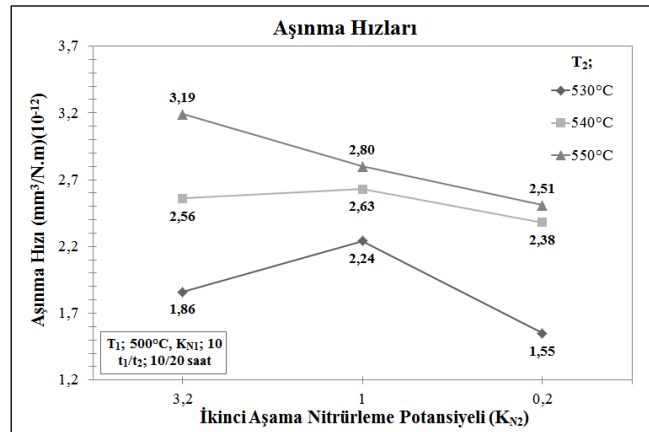 Aşınma Hızları
Aşınma Hızı (mm³/N.m)(10⁻¹²)
3,7
3,2
2,7
2,2
1,7
1,2
T₂;
530°C
540°C
550°C
3,19
2,80
2,51
2,56
2,63
2,38
1,86
2,24
1,55
T₁; 500°C, K_N1; 10
t₁/t₂; 10/20 saat
3,2
1
0,2
İkinci Aşama Nitrürleme Potansiyeli (K_N2)